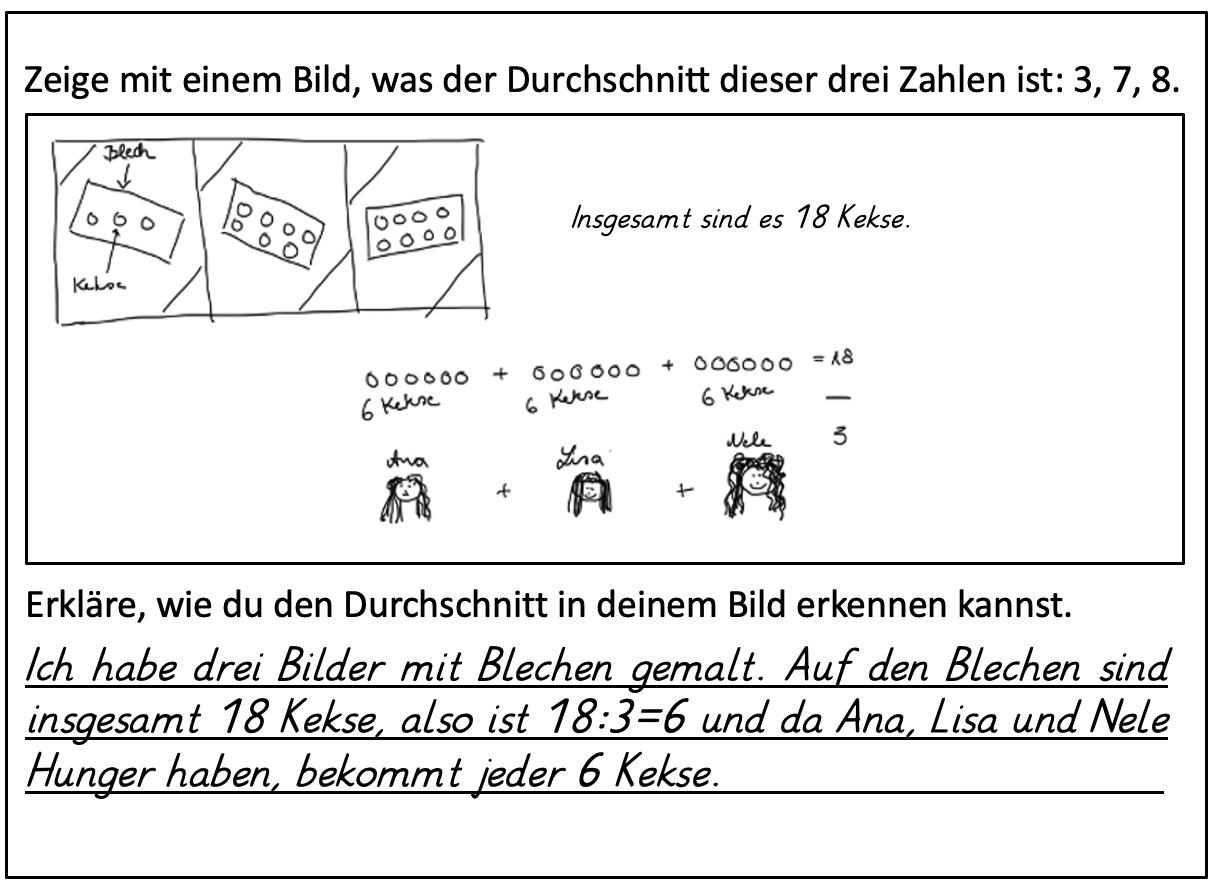 Zeige mit einem Bild, was der Durchschnitt dieser drei Zahlen ist: 3, 7, 8.
Blech
Kekse
Insgesamt sind es 18 Kekse.
+ + = 18
6 Kekse 6 Kekse 6 Kekse —
3
Ana Lisa Nele
+ +
Erkläre, wie du den Durchschnitt in deinem Bild erkennen kannst.
Ich habe drei Bilder mit Blechen gemalt. Auf den Blechen sind
insgesamt 18 Kekse, also ist 18:3=6 und da Ana, Lisa und Nele
Hunger haben, bekommt jeder 6 Kekse.